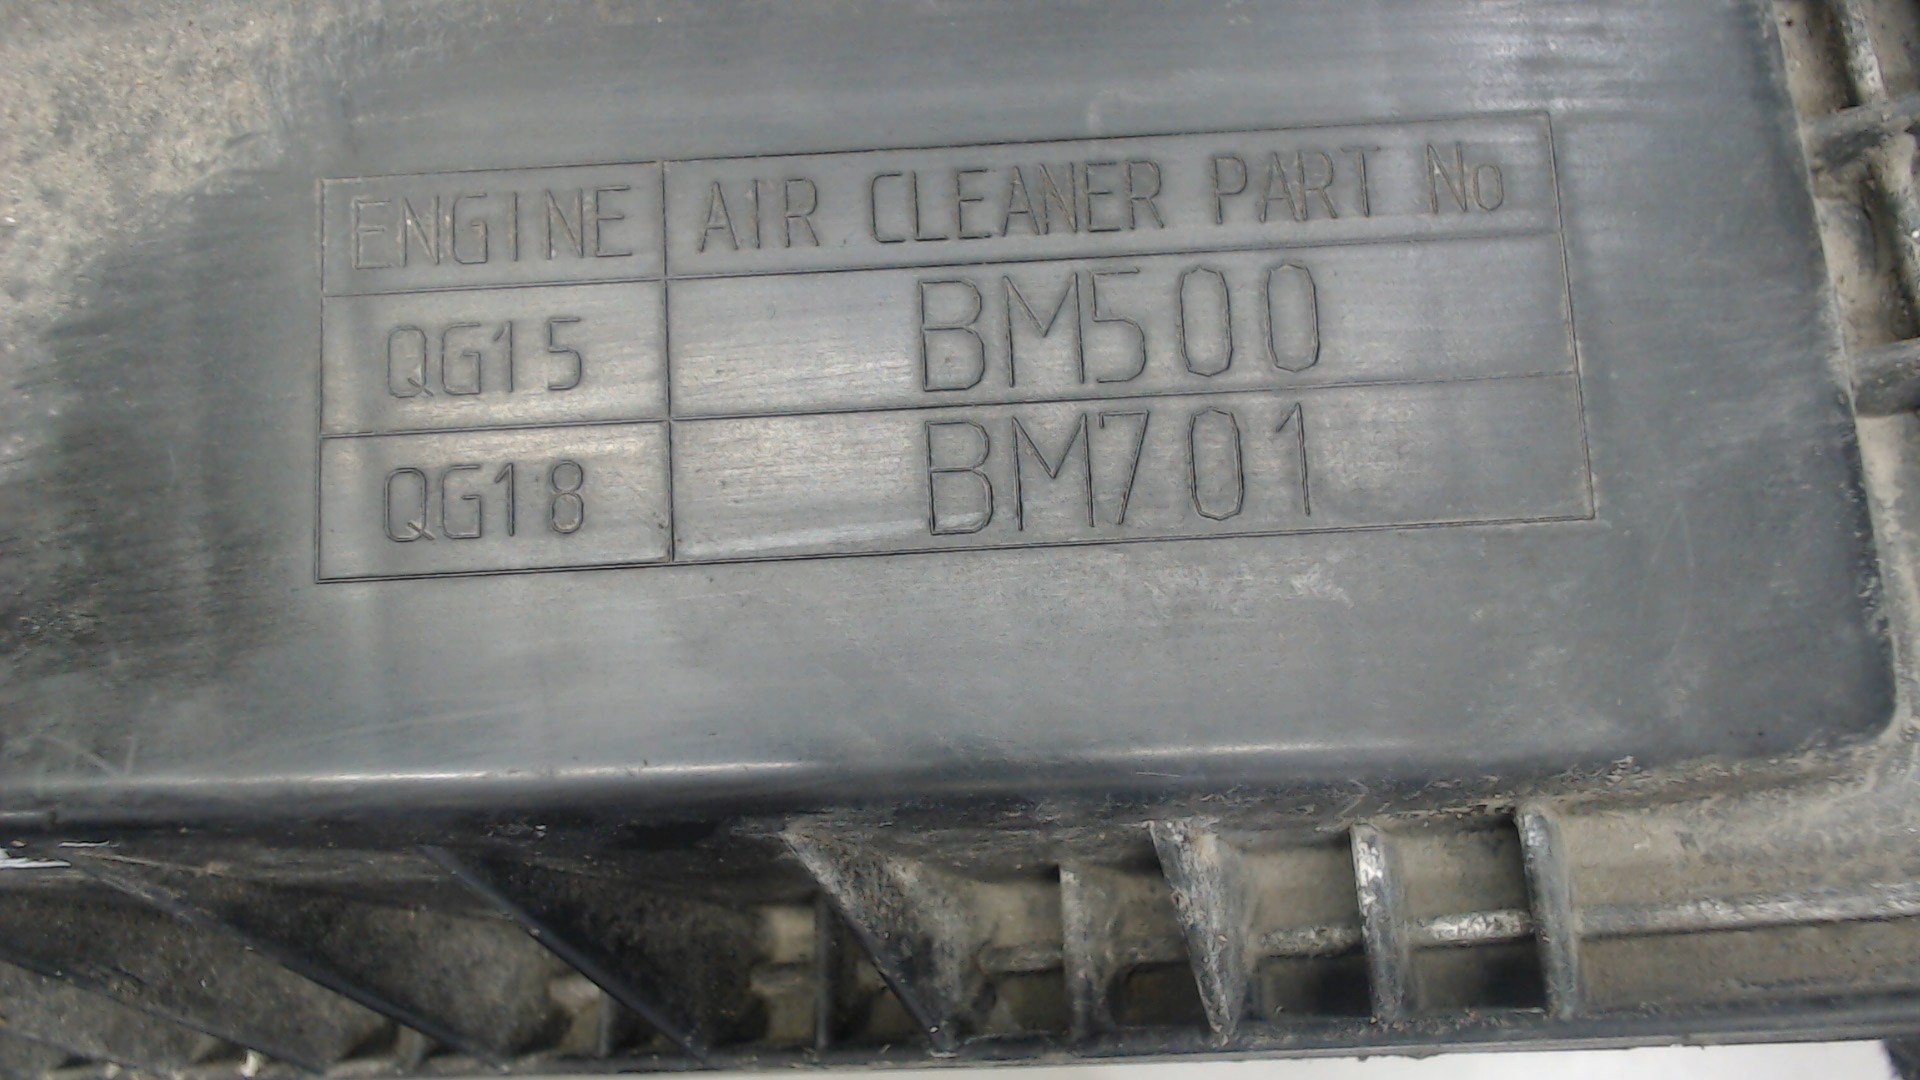 ENGINE AIR CLEANER PART No
QG15 BM500
QG18 BM701